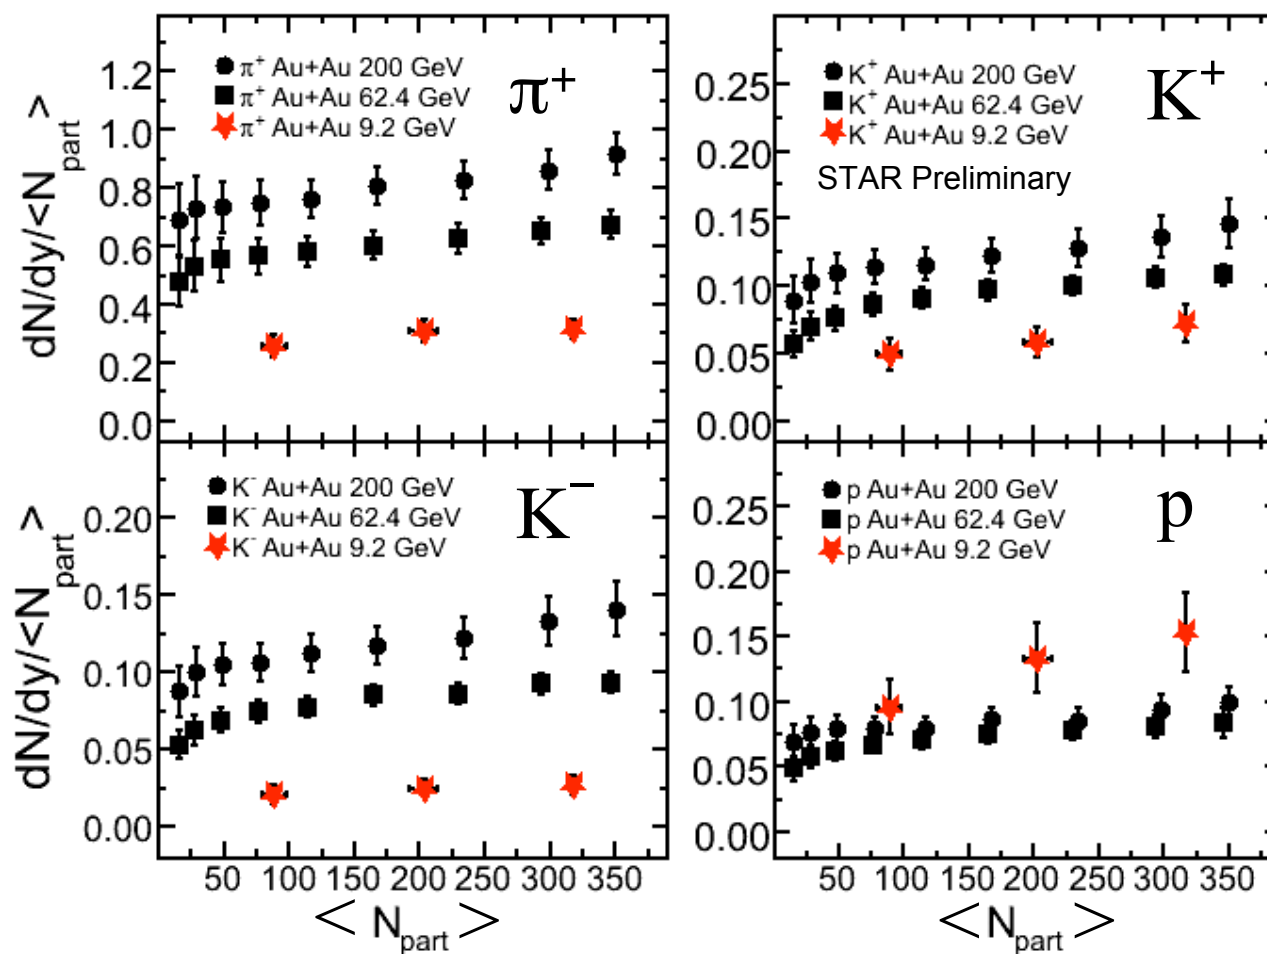 π+ Au+Au 200 GeV
π+ Au+Au 62.4 GeV
π+ Au+Au 9.2 GeV
π+
1.2
1.0
0.8
0.6
0.4
0.2
0.0
dN/dy/<Npart>
K+ Au+Au 200 GeV
K+ Au+Au 62.4 GeV
K+ Au+Au 9.2 GeV
K+
STAR Preliminary
0.25
0.20
0.15
0.10
0.05
0.00
K− Au+Au 200 GeV
K− Au+Au 62.4 GeV
K− Au+Au 9.2 GeV
K−
0.20
0.15
0.10
0.05
0.00
dN/dy/<Npart>
50 100 150 200 250 300 350
<Npart>
p Au+Au 200 GeV
p Au+Au 62.4 GeV
p Au+Au 9.2 GeV
p
0.25
0.20
0.15
0.10
0.05
0.00
50 100 150 200 250 300 350
<Npart>